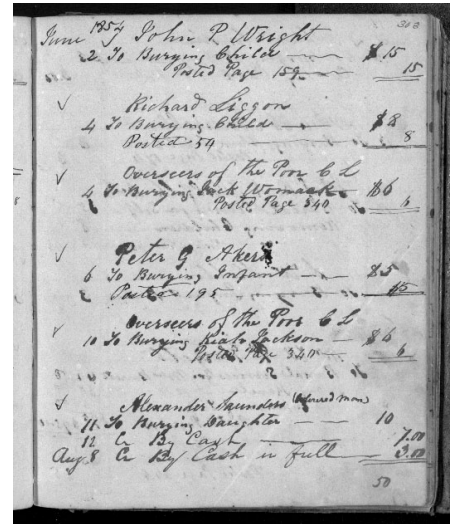 June 1857 John P Wright
2 To Burying Child $15
Posted Page 159 15
✓ Richard Liggon
4 To Burying Child $8
Posted 54 8
✓ Overseers of the Poor C L
4 To Burying Jack Womack $6
Posted Page 340 6
✓ Peter G Akers
6 To Burying Infant $5
Posted 195 $5
✓ Overseers of the Poor C L
10 To Burying Jackson $6
Posted Page 340 6
✓ Alexander Saunders (Coloured man)
11 To Burying Daughter 10
12 Cr By Cash 7.00
Aug 8 Cr By Cash in full 3.00
50